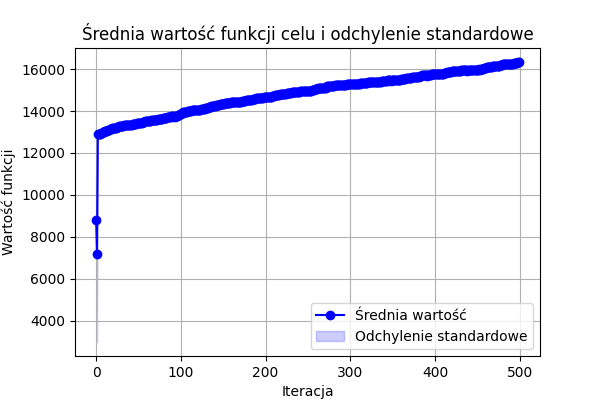 Średnia wartość funkcji celu i odchylenie standardowe
Wartość funkcji
16000
14000
12000
10000
8000
6000
4000
Średnia wartość
Odchylenie standardowe
0 100 200 300 400 500
Iteracja